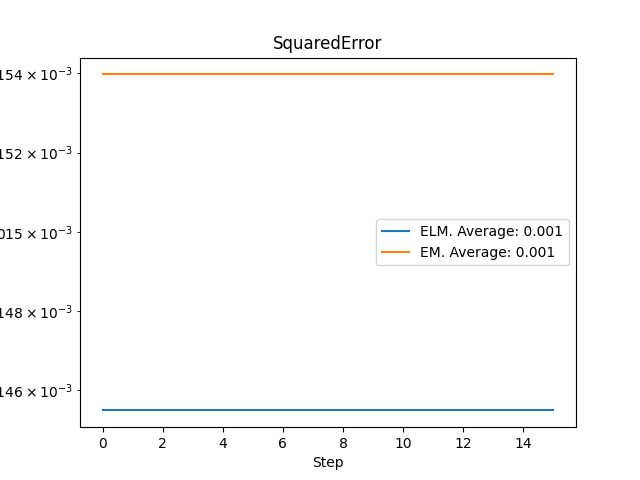 SquaredError
154 × 10⁻³
152 × 10⁻³
015 × 10⁻³
148 × 10⁻³
146 × 10⁻³
ELM. Average: 0.001
EM. Average: 0.001
0 2 4 6 8 10 12 14
Step